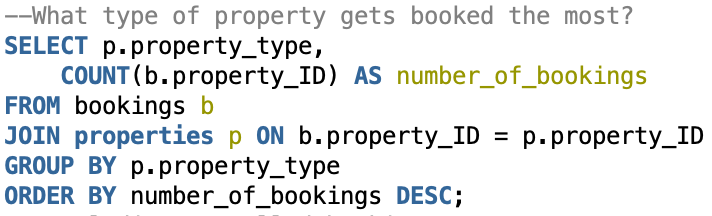 --What type of property gets booked the most?
SELECT p.property_type,
    COUNT(b.property_ID) AS number_of_bookings
FROM bookings b
JOIN properties p ON b.property_ID = p.property_ID
GROUP BY p.property_type
ORDER BY number_of_bookings DESC;